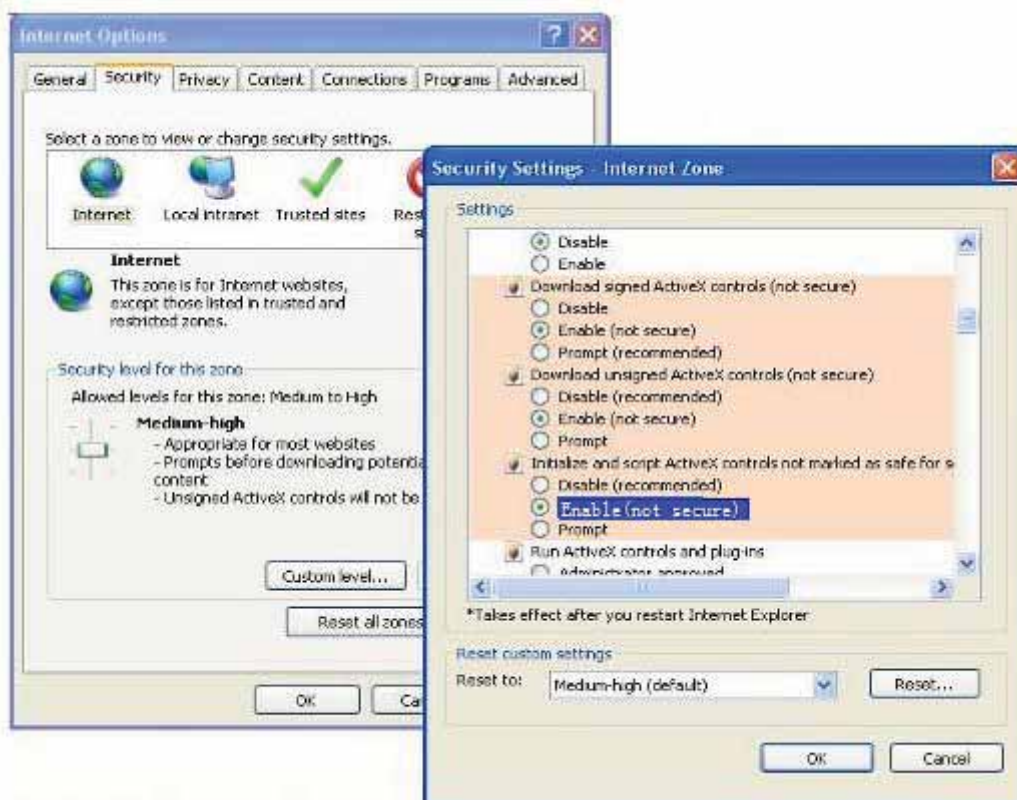 Internet Options
General Security Privacy Content Connections Programs Advanced
Select a zone to view or change security settings.
Internet Local intranet Trusted sites
Internet
This zone is for Internet websites,
except those listed in trusted and
restricted zones.
Security level for this zone
Allowed levels for this zone: Medium to High
Medium-high
- Appropriate for most websites
- Prompts before downloading
content
- Unsigned ActiveX controls will not be
Custom level...
Reset all zones
OK
Security Settings - Internet Zone
Settings
Disable
Enable
Download signed ActiveX controls (not secure)
Disable
Enable (not secure)
Prompt (recommended)
Download unsigned ActiveX controls (not secure)
Disable (recommended)
Enable (not secure)
Prompt
Initialize and script ActiveX controls not marked as safe for s
Disable (recommended)
Enable(not secure)
Prompt
Run ActiveX controls and plug-ins
Administrator approved
*Takes effect after you restart Internet Explorer
Reset custom settings
Reset to: Medium-high (default) Reset...
OK Cancel